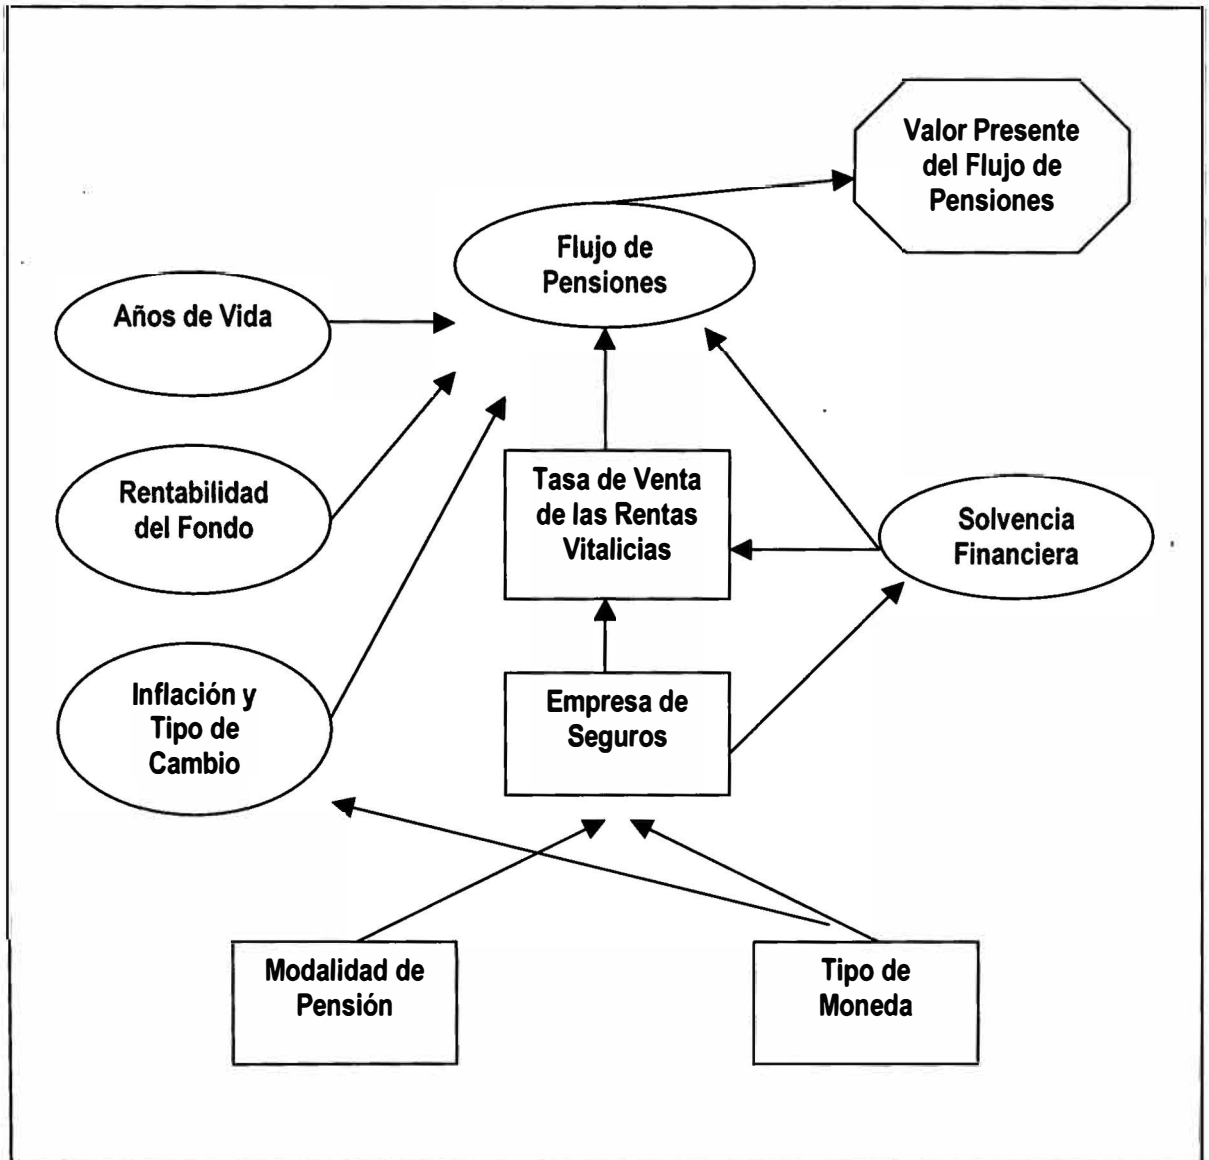 Valor Presente
del Flujo de
Pensiones
Flujo de
Pensiones
Años de Vida
Rentabilidad
del Fondo
Tasa de Venta
de las Rentas
Vitalicias
Solvencia
Financiera
Inflación y
Tipo de
Cambio
Empresa de
Seguros
Modalidad de
Pensión
Tipo de
Moneda